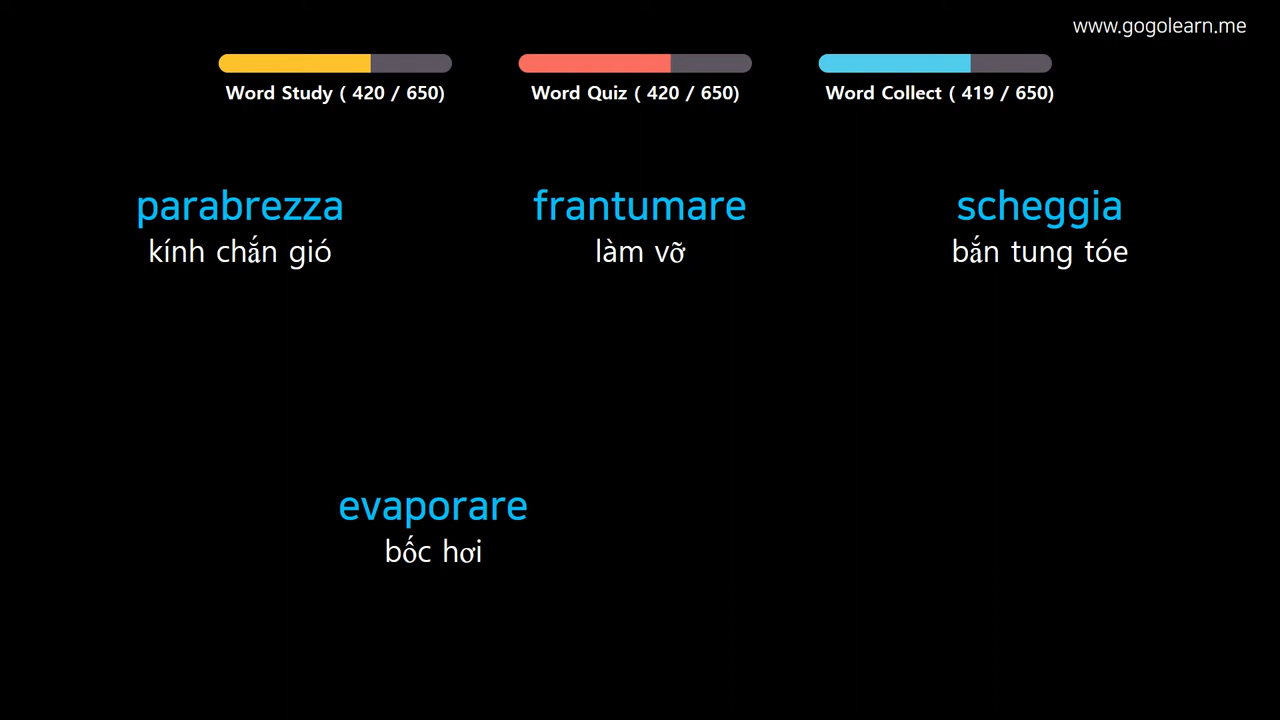 www.gogolearn.me
Word Study ( 420 / 650)
Word Quiz ( 420 / 650)
Word Collect ( 419 / 650)
parabrezza
kính chắn gió
frantumare
làm vỡ
scheggia
bắn tung tóe
evaporare
bốc hơi